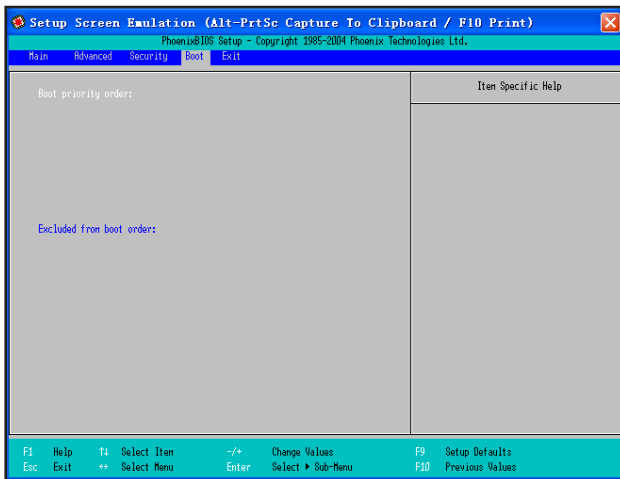 Setup Screen Emulation (Alt-PrtSc Capture To Clipboard / F10 Print)
PhoenixBIOS Setup - Copyright 1985-2004 Phoenix Technologies Ltd.
Main Advanced Security Boot Exit
Boot priority order:
Item Specific Help
Excluded from boot order:
F1 Help ↑↓ Select Item -/+ Change Values F9 Setup Defaults
Esc Exit ↔ Select Menu Enter Select ▶ Sub-Menu F10 Previous Values